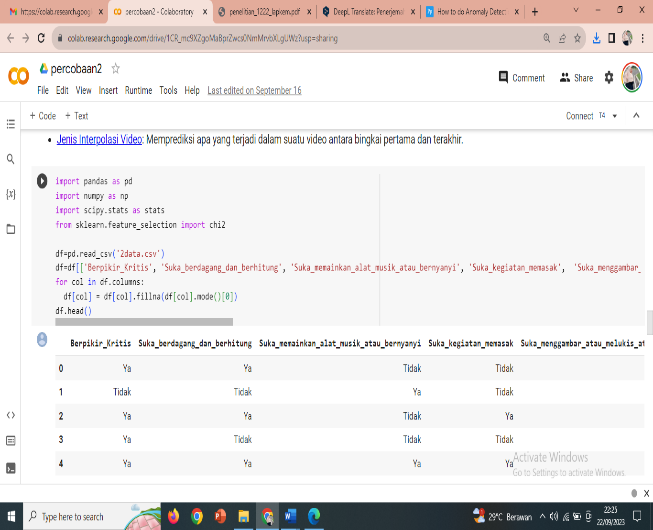 https://colab.research.goog
percobaan2 - Colaboratory
penelitian_1222_lapkem.pdf
DeepL Translate: Penerjemal
How to do Anomaly Detec
colab.research.google.com/drive/1CR_mc9XZgoMaBprZwcs0NmMrvbXLgUWz?usp=sharing
percobaan2
Comment
Share
File Edit View Insert Runtime Tools Help Last edited on September 16
+ Code + Text
Connect T4
• Jenis Interpolasi Video: Memprediksi apa yang terjadi dalam suatu video antara bingkai pertama dan terakhir.
import pandas as pd
import numpy as np
import scipy.stats as stats
from sklearn.feature_selection import chi2
df=pd.read_csv('2data.csv')
df=df[['Berpikir_Kritis', 'Suka_berdagang_dan_berhitung', 'Suka_memainkan_alat_musik_atau_bernyanyi', 'Suka_kegiatan_memasak', 'Suka_menggambar_
for col in df.columns:
df[col] = df[col].fillna(df[col].mode()[0])
df.head()
Berpikir_Kritis Suka_berdagang_dan_berhitung Suka_memainkan_alat_musik_atau_bernyanyi Suka_kegiatan_memasak Suka_menggambar_atau_melukis_at
0 Ya Ya Tidak Tidak
1 Tidak Tidak Ya Tidak
2 Ya Ya Tidak Ya
3 Ya Tidak Tidak Tidak
4 Ya Ya Ya Ya
Activate Windows
Go to Settings to activate Windows.
Type here to search
29°C Berawan
22:25
22/09/2023